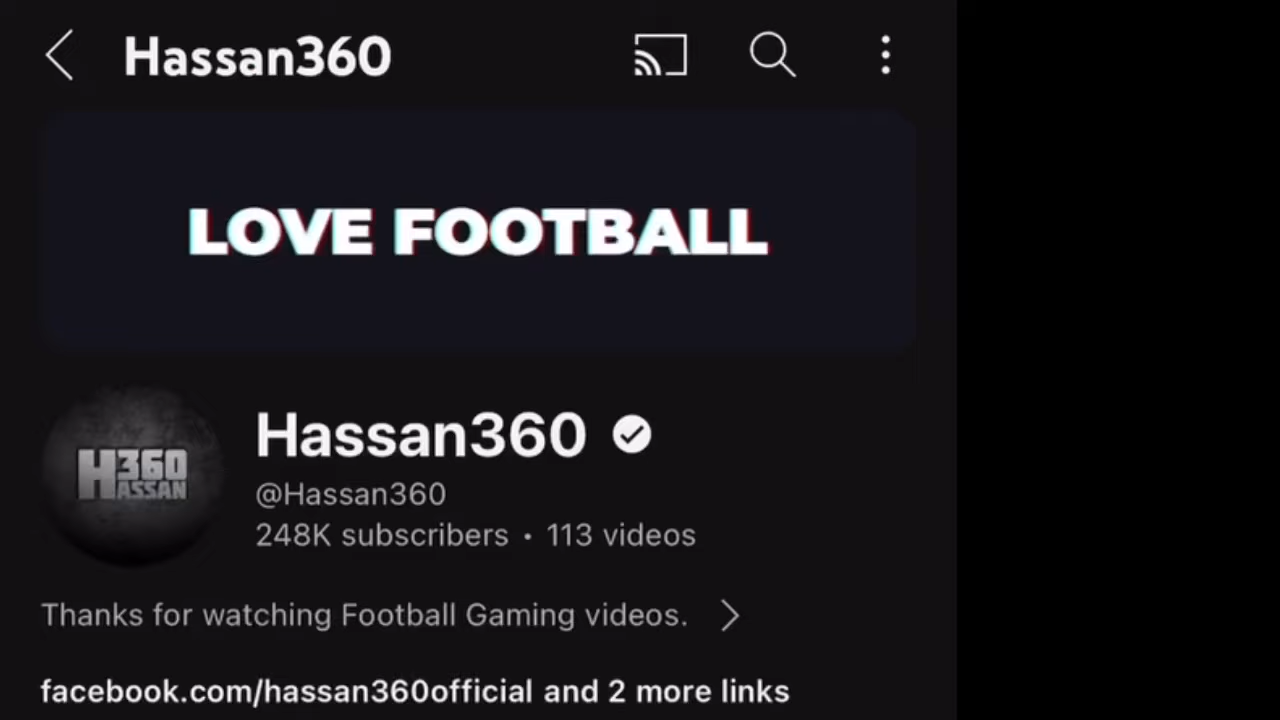 Hassan360
LOVE FOOTBALL
H360
ASSAN
Hassan360
@Hassan360
248K subscribers • 113 videos
Thanks for watching Football Gaming videos.
facebook.com/hassan360official and 2 more links